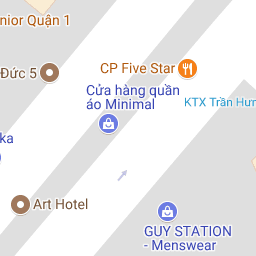 nior Quận 1
CP Five Star
Đức 5
Cửa hàng quần
áo Minimal
KTX Trần Hưn
ka
Art Hotel
GUY STATION
- Menswear